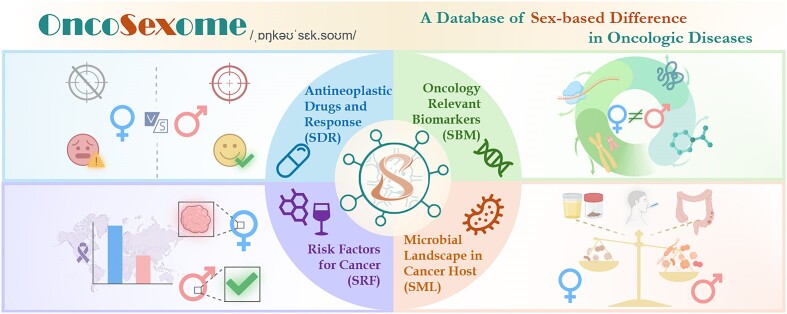 OncoSexome /ˌɒŋkəʊˈsɛk.soʊm/
A Database of Sex-based Difference
in Oncologic Diseases
Antineoplastic
Drugs and
Response
(SDR)
Oncology
Relevant
Biomarkers
(SBM)
V/S
S
Risk Factors
for Cancer
(SRF)
Microbial
Landscape in
Cancer Host
(SML)